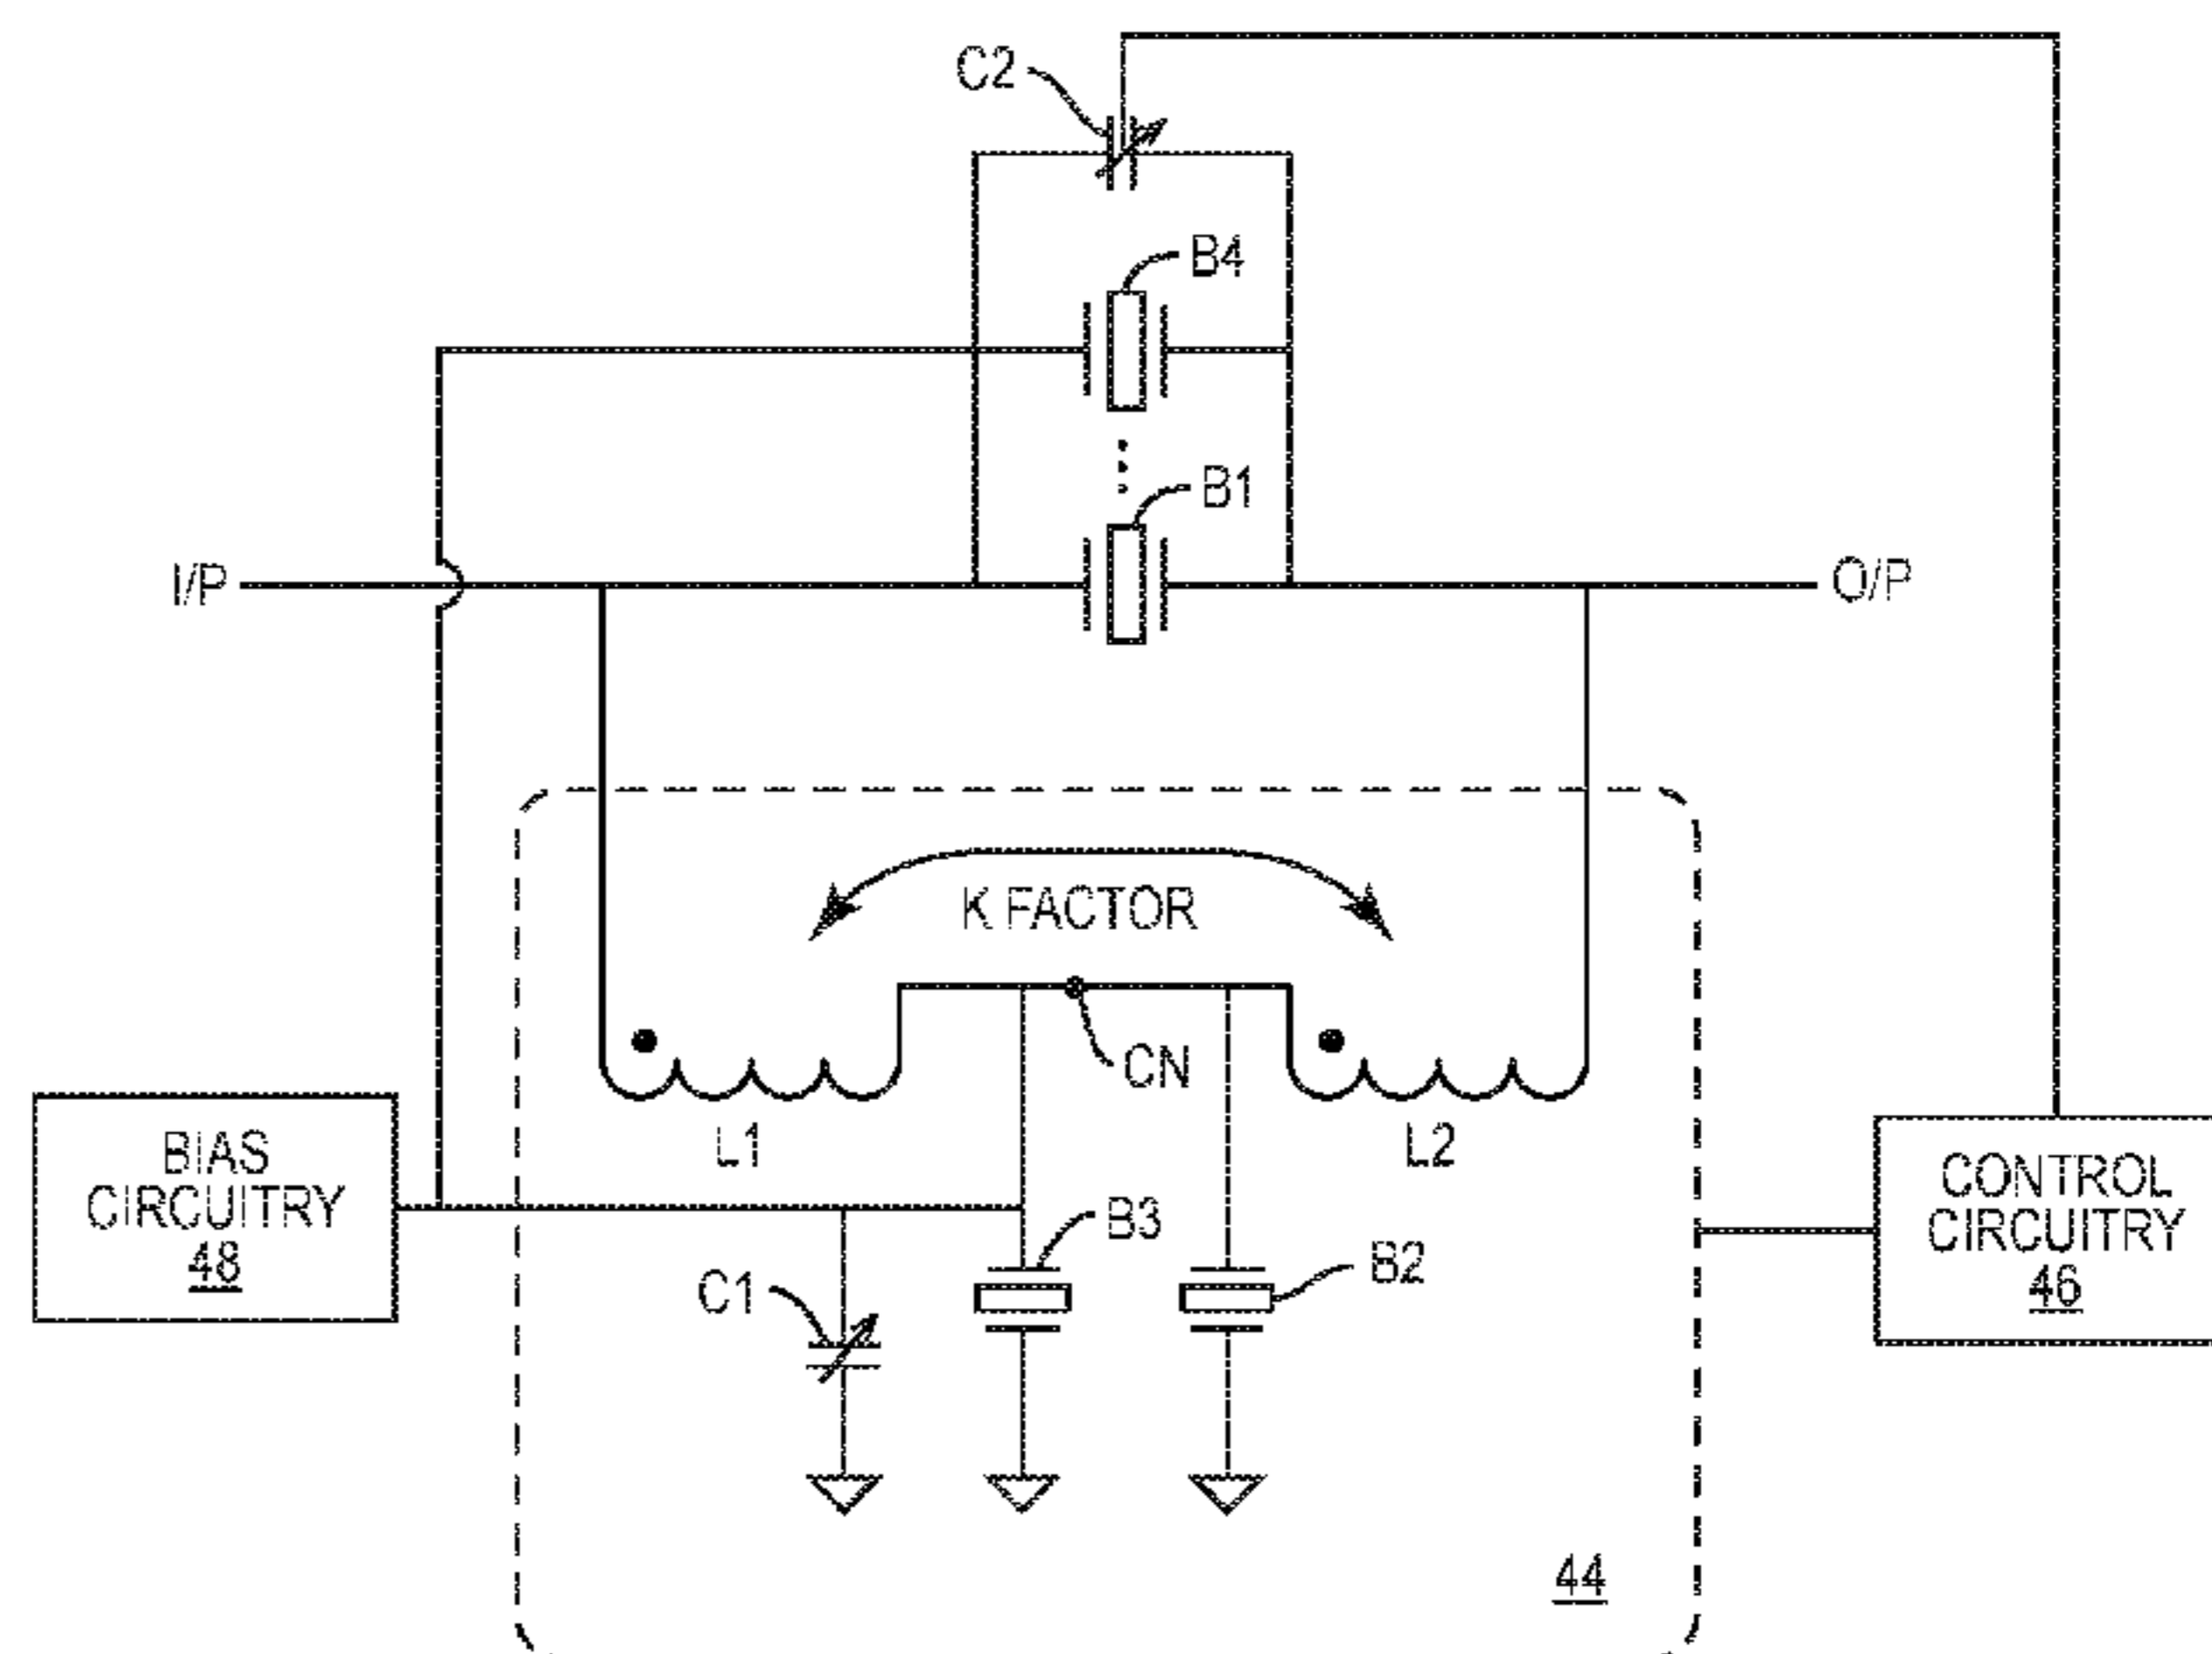 C2
B4
B1
I/P
O/P
K FACTOR
CN
L1
L2
BIAS
CIRCUITRY
48
B3
B2
C1
CONTROL
CIRCUITRY
46
44